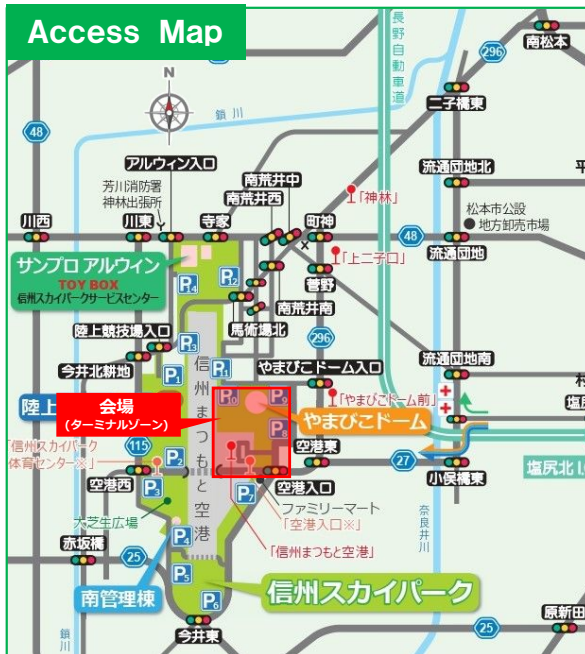 Access Map
南松本
長野自動車道
296
N
二子橋東
48
鎖川
アルウィン入口
南荒井中
流通団地北
平
芳川消防署
神林出張所
南荒井西
「神林」
松本市公設
地方卸売市場
川西
川東
寺家
町神
48
流通団地
サンプロ アルウィン
TOY BOX
信州スカイパークサービスセンター
「上二子口」
P12
P14
菅野
南荒井南
馬術場北
陸上競技場入口
296
P13
今井北耕地
P1
P11
やまびこドーム入口
流通団地南
村
信州まつもと空港
陸上
会場
(ターミナルゾーン)
P10
P9
「やまびこドーム前」
塩尻
やまびこドーム
P8
115
「信州スカイパーク
体育センター※」
P2
空港東
27
塩尻北I.C
空港西
P3
空港入口
小俣橋東
P7
ファミリーマート
「空港入口※」
大芝生広場
奈良井川
赤坂橋
P4
「信州まつもと空港」
25
P5
南管理棟
信州スカイパーク
P6
今井東
25
原新田
鎖川